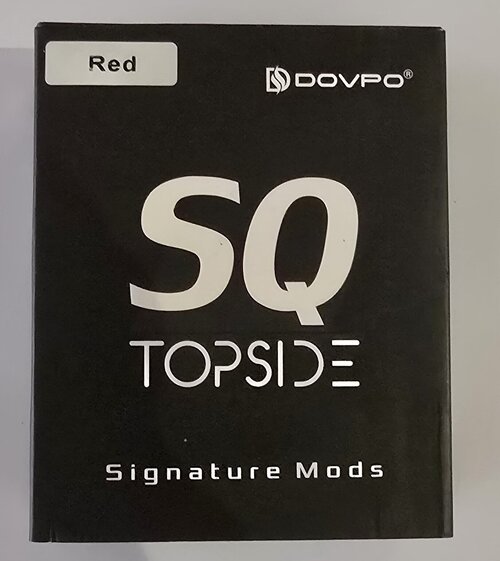 Red
DOVPO®
SQ
TOPSIDE
Signature Mods